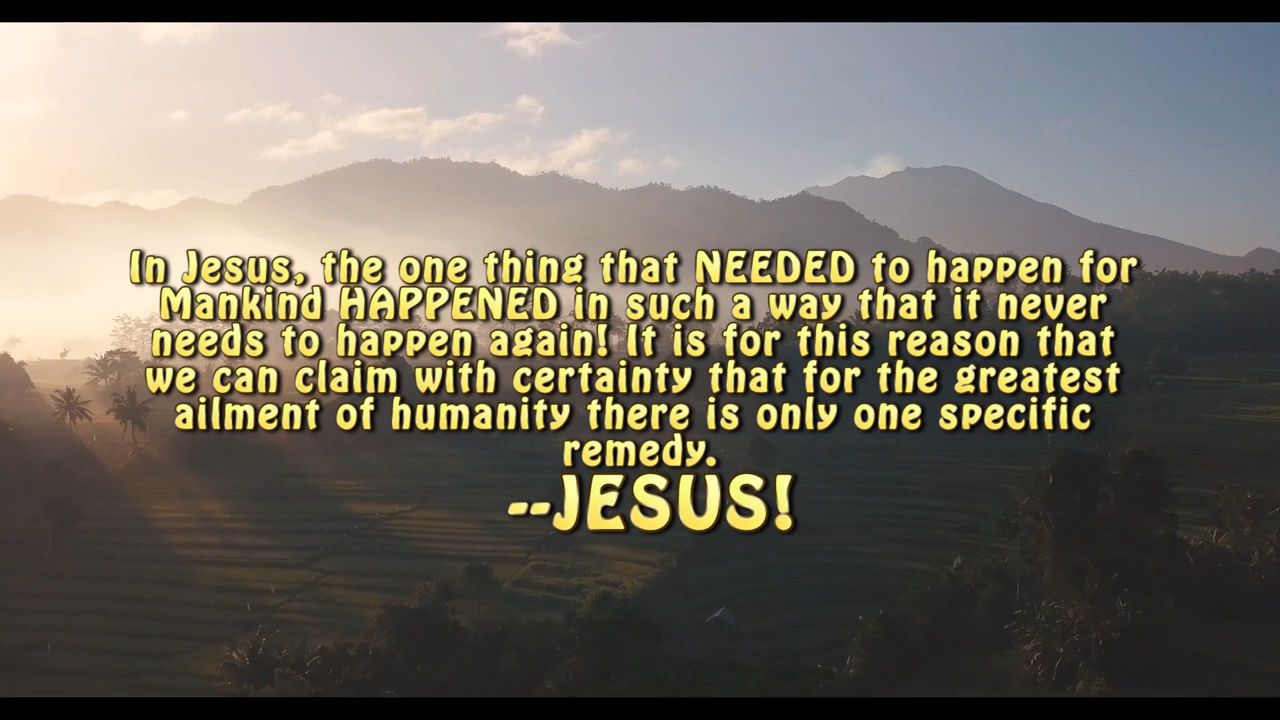 In Jesus, the one thing that NEEDED to happen for
Mankind HAPPENED in such a way that it never
needs to happen again! It is for this reason that
we can claim with certainty that for the greatest
ailment of humanity there is only one specific
remedy.
--JESUS!